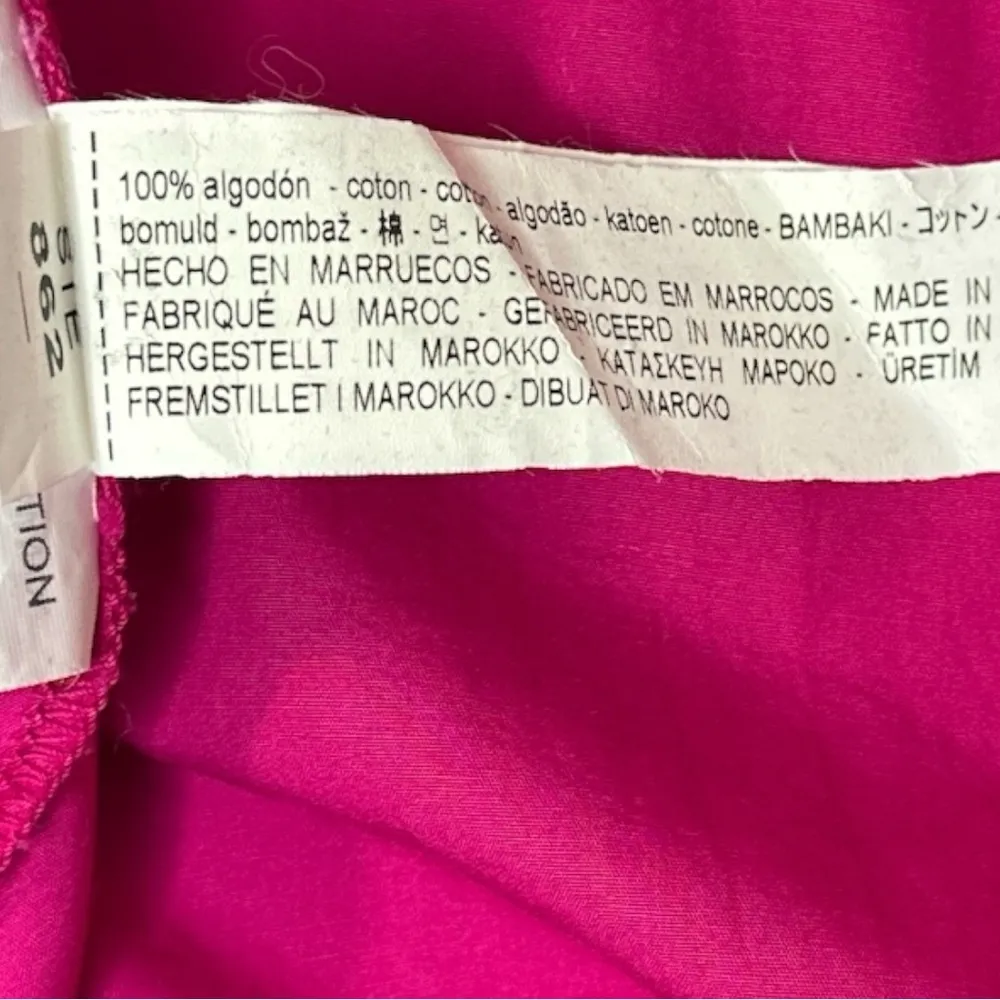 100% algodón - coton - cotton - algodão - katoen - cotone - BAMBAKI - コットン -
bomuld - bombaž - 棉 - 면 -
HECHO EN MARRUECOS - FABRICADO EM MARROCOS - MADE IN
FABRIQUÉ AU MAROC - GEFABRICEERD IN MAROKKO - FATTO IN
HERGESTELLT IN MAROKKO - ΚΑΤΑΣΚΕΥΗ ΜΑΡΟΚΟ - ÜRETİM
FREMSTILLET I MAROKKO - DIBUAT DI MAROKO
862
TION